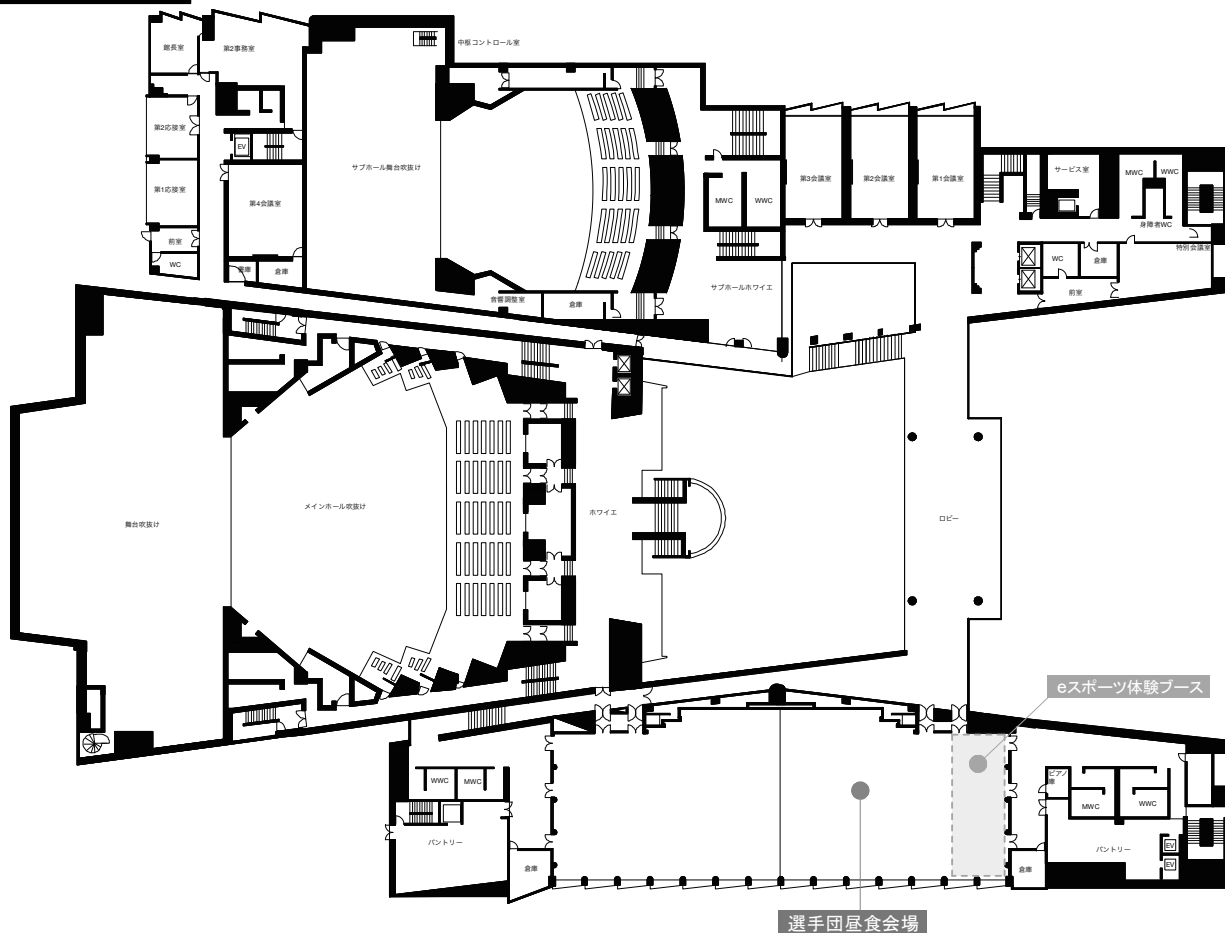 中枢コントロール室
館長室
第2事務室
第2応接室
EV
サブホール舞台吹抜け
第3会議室
第2会議室
第1会議室
サービス室
MWC
WWC
第1応接室
第4会議室
MWC
WWC
身障者WC
前室
特別会議室
WC
倉庫
倉庫
WC
倉庫
サブホールホワイエ
前室
音響調整室
倉庫
メインホール吹抜け
ホワイエ
ロビー
舞台吹抜け
eスポーツ体験ブース
WWC
MWC
ピアノ庫
MWC
WWC
パントリー
パントリー
EV
EV
倉庫
倉庫
選手団昼食会場